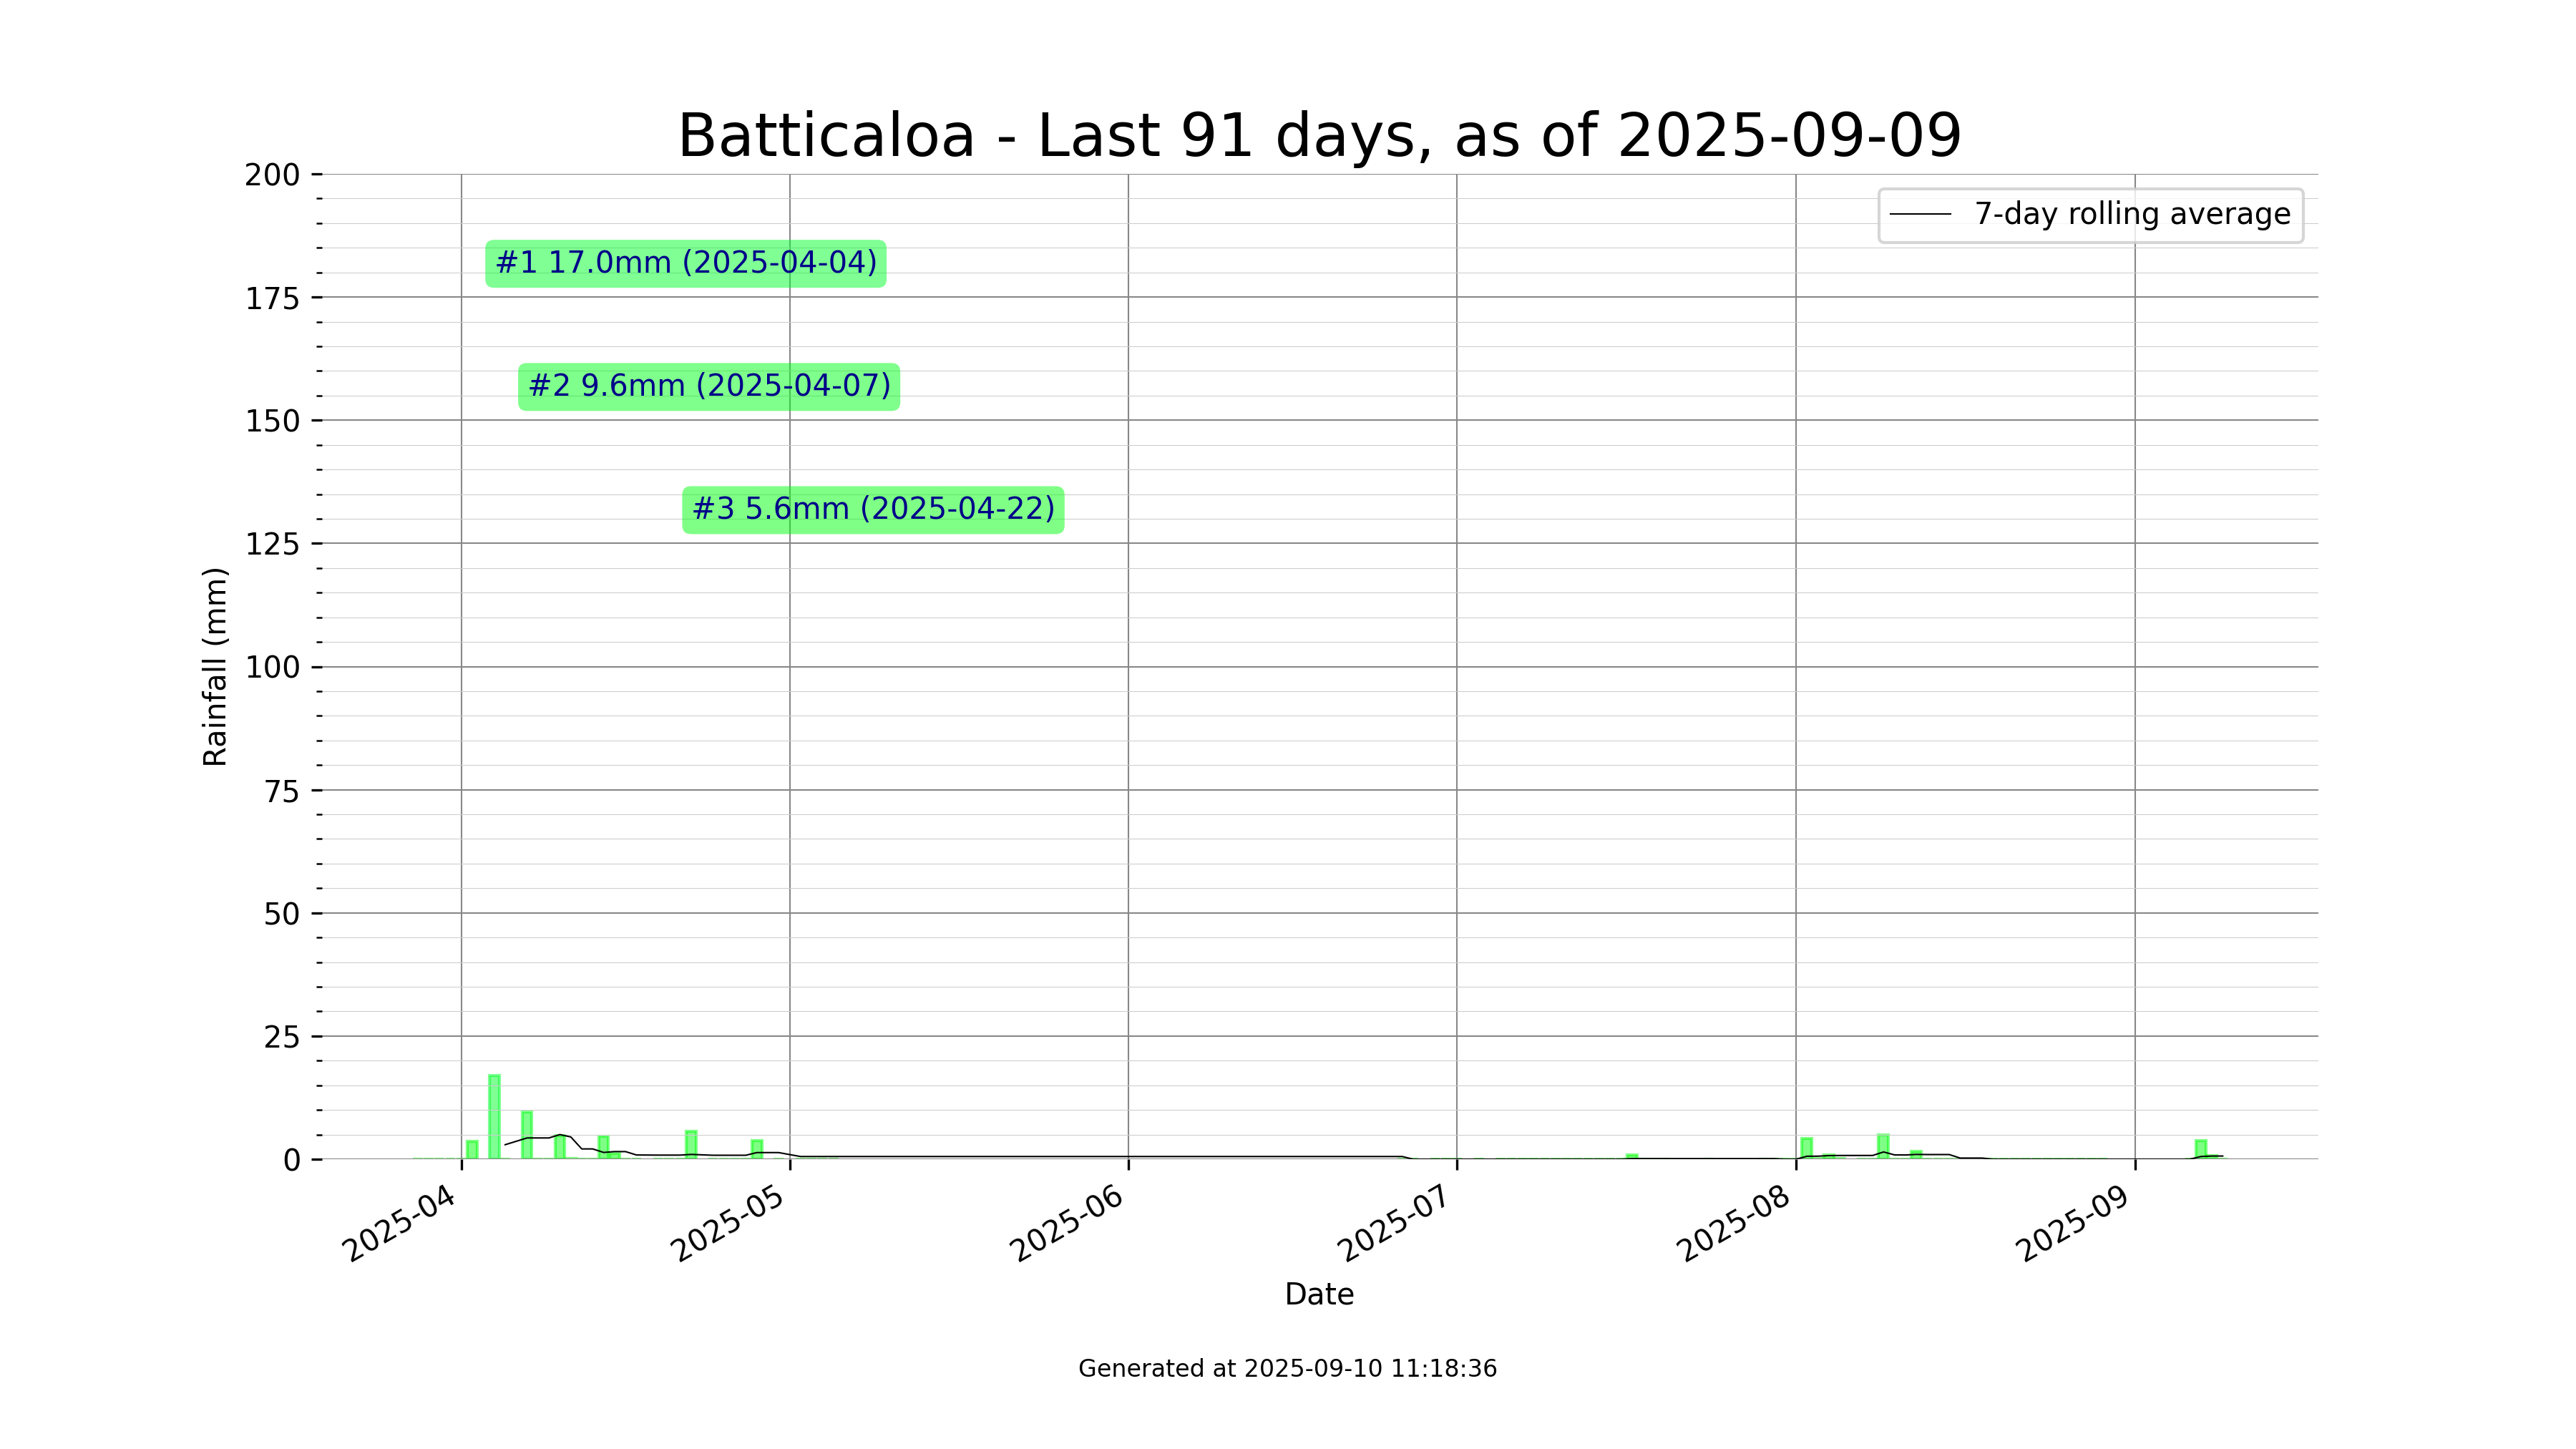 Batticaloa - Last 91 days, as of 2025-09-09
200
175
150
125
100
75
50
25
0
Rainfall (mm)
7-day rolling average
#1 17.0mm (2025-04-04)
#2 9.6mm (2025-04-07)
#3 5.6mm (2025-04-22)
2025-04
2025-05
2025-06
2025-07
2025-08
2025-09
Date
Generated at 2025-09-10 11:18:36